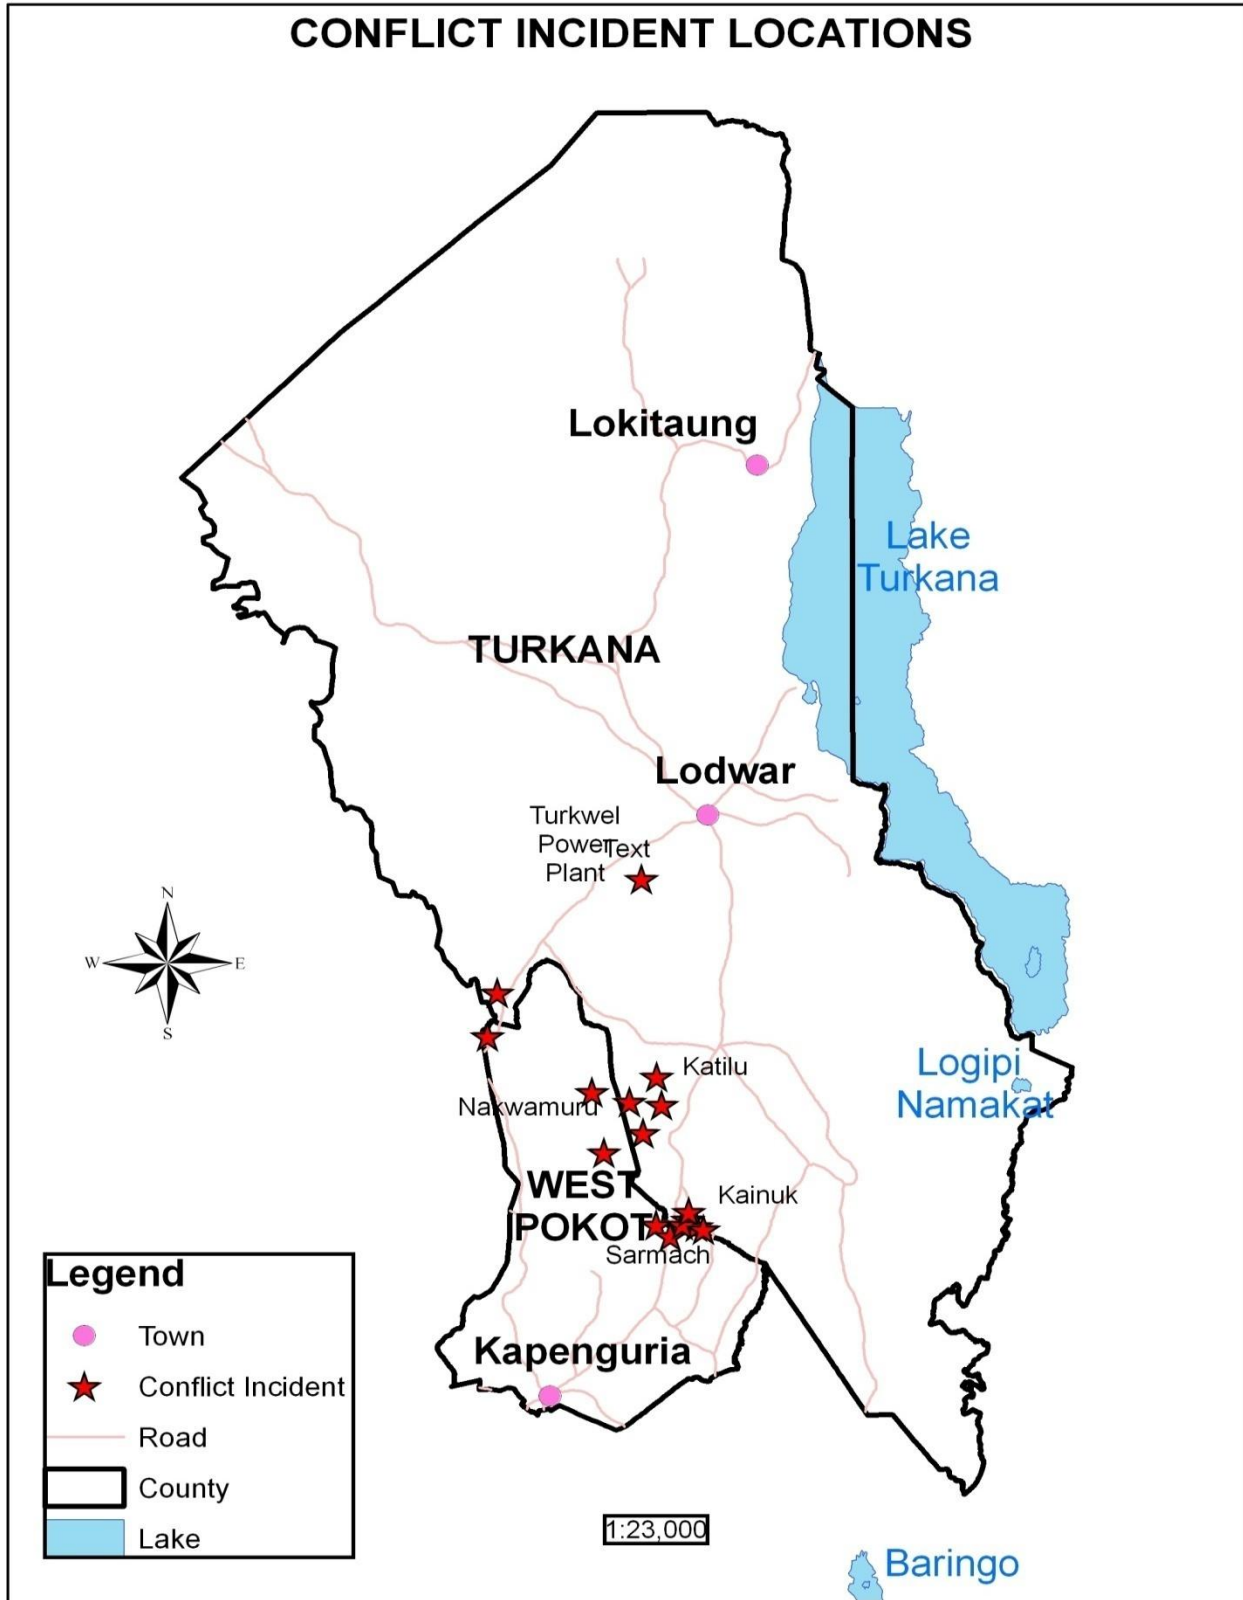 CONFLICT INCIDENT LOCATIONS
Lokitaung
Lake
Turkana
TURKANA
Lodwar
Turkwel
Power
Plant
Text
N
W
E
S
Katilu
Nakwamuru
Logipi
Namakat
WEST
POKOT
Kainuk
Sarmach
Kapenguria
Legend
Town
Conflict Incident
Road
County
Lake
1:23,000
Baringo